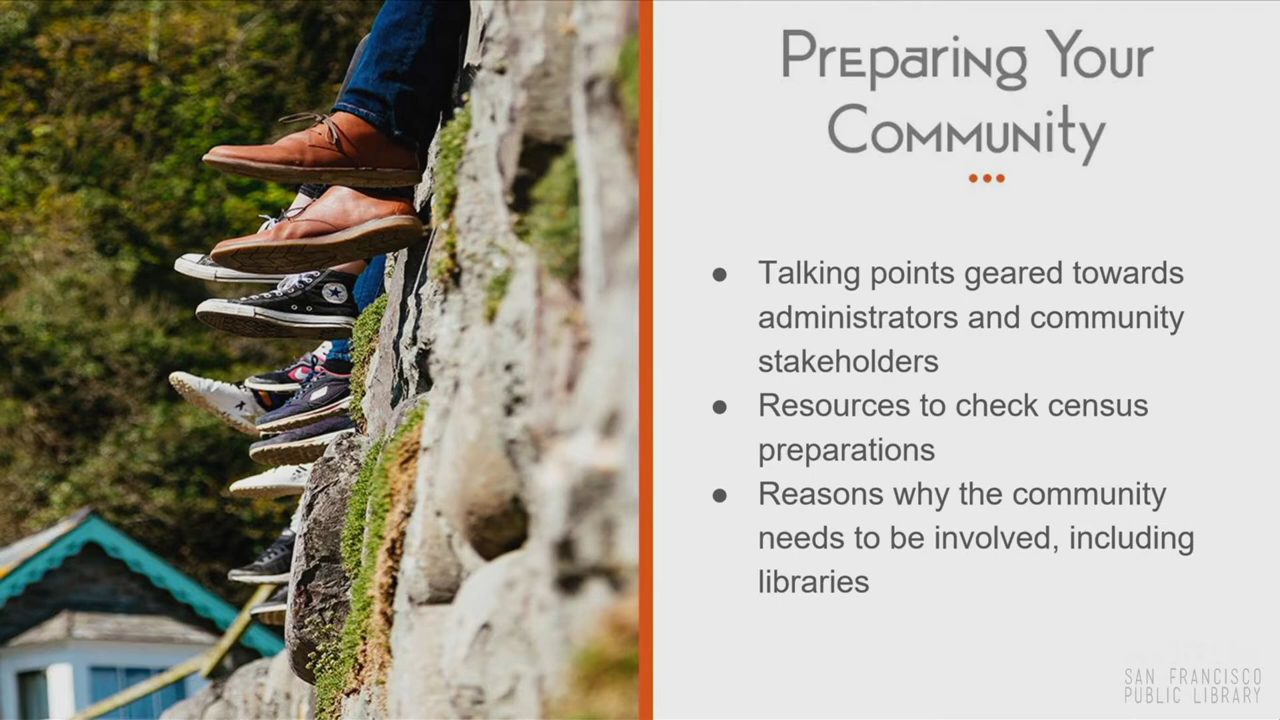 Preparing Your
Community
● Talking points geared towards
administrators and community
stakeholders
● Resources to check census
preparations
● Reasons why the community
needs to be involved, including
libraries
SAN FRANCISCO
PUBLIC LIBRARY